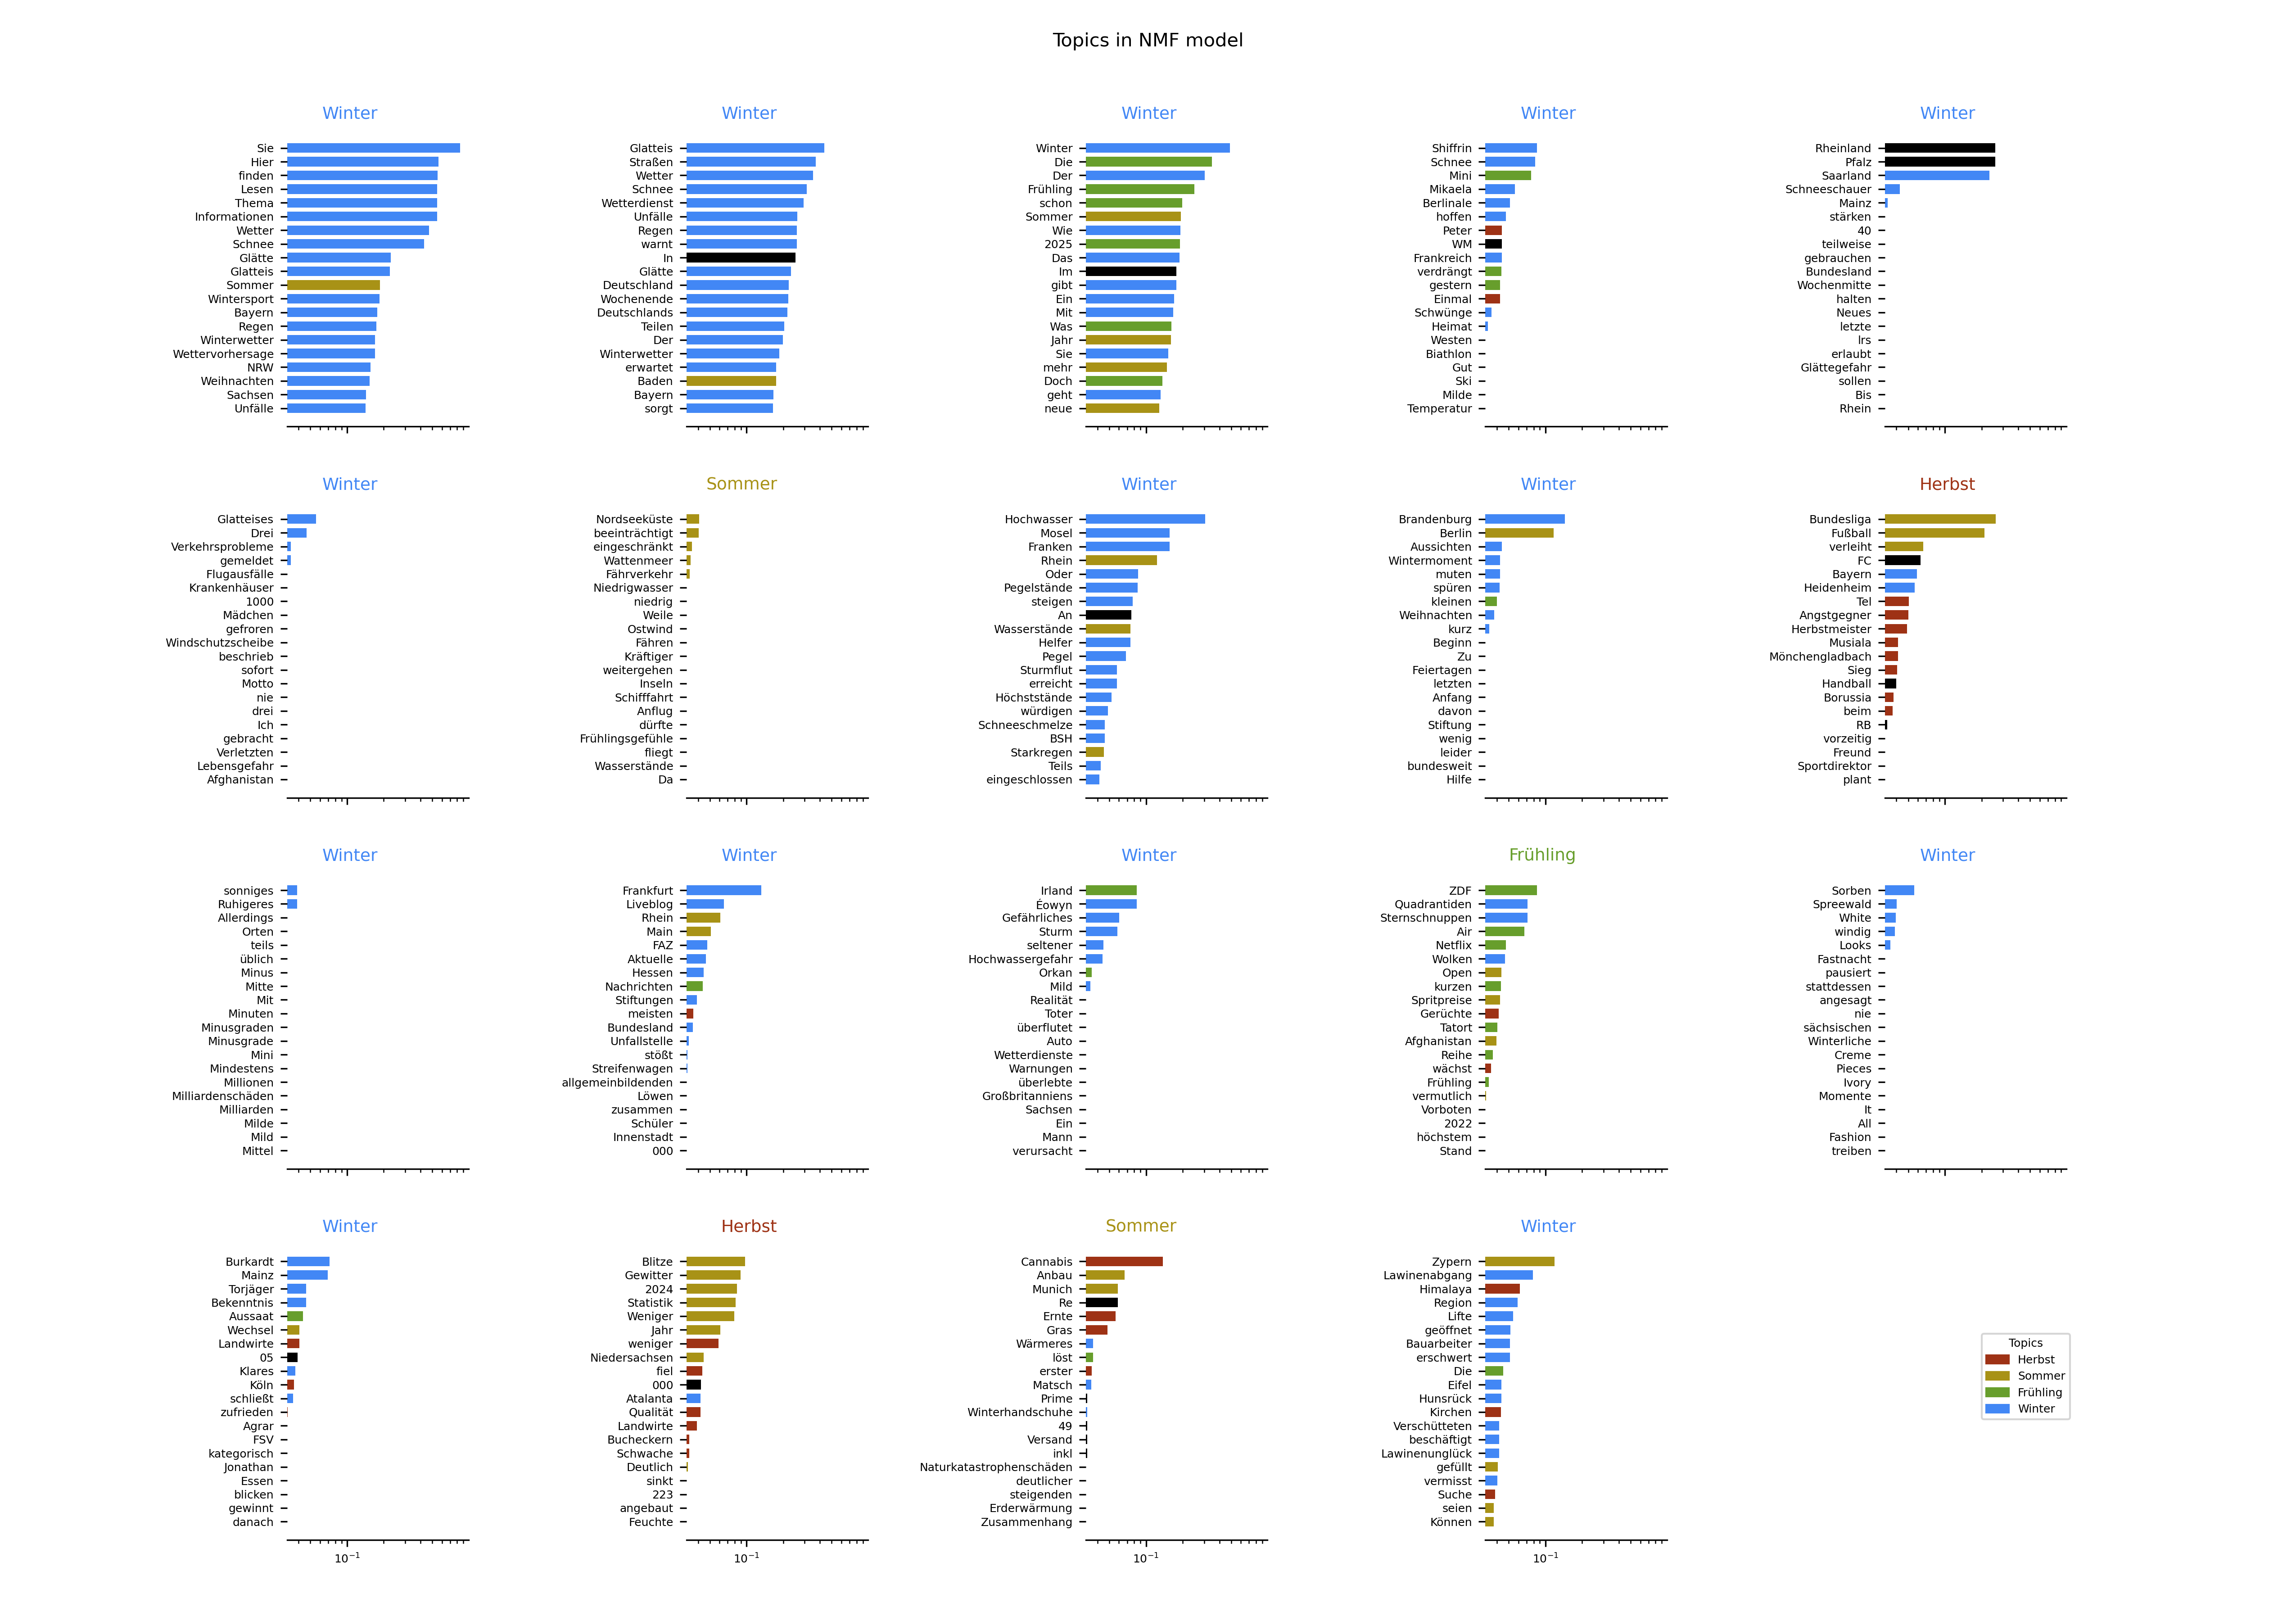 Topics in NMF model
Winter
Sie
Hier
finden
Lesen
Thema
Informationen
Wetter
Schnee
Glätte
Glatteis
Sommer
Wintersport
Bayern
Regen
Winterwetter
Wettervorhersage
NRW
Weihnachten
Sachsen
Unfälle
Winter
Glatteis
Straßen
Wetter
Schnee
Wetterdienst
Unfälle
Regen
warnt
In
Glätte
Deutschland
Wochenende
Deutschlands
Teilen
Der
Winterwetter
erwartet
Baden
Bayern
sorgt
Winter
Winter
Die
Der
Frühling
schon
Sommer
Wie
2025
Das
Im
gibt
Ein
Mit
Was
Jahr
Sie
mehr
Doch
geht
neue
Winter
Shiffrin
Schnee
Mini
Mikaela
Berlinale
hoffen
Peter
WM
Frankreich
verdrängt
gestern
Einmal
Schwünge
Heimat
Westen
Biathlon
Gut
Ski
Milde
Temperatur
Winter
Rheinland
Pfalz
Saarland
Schneeschauer
Mainz
stärken
40
teilweise
gebrauchen
Bundesland
Wochenmitte
halten
Neues
letzte
Irs
erlaubt
Glättegefahr
sollen
Bis
Rhein
Winter
Glatteises
Drei
Verkehrsprobleme
gemeldet
Flugausfälle
Krankenhäuser
1000
Mädchen
gefroren
Windschutzscheibe
beschrieb
sofort
Motto
nie
drei
Ich
gebracht
Verletzten
Lebensgefahr
Afghanistan
Sommer
Nordseeküste
beeinträchtigt
eingeschränkt
Wattenmeer
Fährverkehr
Niedrigwasser
niedrig
Weile
Ostwind
Fähren
Kräftiger
weitergehen
Inseln
Schifffahrt
Anflug
dürfte
Frühlingsgefühle
fliegt
Wasserstände
Da
Winter
Hochwasser
Mosel
Franken
Rhein
Oder
Pegelstände
steigen
An
Wasserstände
Helfer
Pegel
Sturmflut
erreicht
Höchststände
würdigen
Schneeschmelze
BSH
Starkregen
Teils
eingeschlossen
Winter
Brandenburg
Berlin
Aussichten
Wintermoment
muten
spüren
kleinen
Weihnachten
kurz
Beginn
Zu
Feiertagen
letzten
Anfang
davon
Stiftung
wenig
leider
bundesweit
Hilfe
Herbst
Bundesliga
Fußball
verleiht
FC
Bayern
Heidenheim
Tel
Angstgegner
Herbstmeister
Musiala
Mönchengladbach
Sieg
Handball
Borussia
beim
RB
vorzeitig
Freund
Sportdirektor
plant
Winter
sonniges
Ruhigeres
Allerdings
Orten
teils
üblich
Minus
Mitte
Mit
Minuten
Minusgraden
Minusgrade
Mini
Mindestens
Millionen
Milliardenschäden
Milliarden
Milde
Mild
Mittel
Winter
Frankfurt
Liveblog
Rhein
Main
FAZ
Aktuelle
Hessen
Nachrichten
Stiftungen
meisten
Bundesland
Unfallstelle
stößt
Streifenwagen
allgemeinbildenden
Löwen
zusammen
Schüler
Innenstadt
000
Winter
Irland
Éowyn
Gefährliches
Sturm
seltener
Hochwassergefahr
Orkan
Mild
Realität
Toter
überflutet
Auto
Wetterdienste
Warnungen
überlebte
Großbritanniens
Sachsen
Ein
Mann
verursacht
Frühling
ZDF
Quadrantiden
Sternschnuppen
Air
Netflix
Wolken
Open
kurzen
Spritpreise
Gerüchte
Tatort
Afghanistan
Reihe
wächst
Frühling
vermutlich
Vorboten
2022
höchstem
Stand
Winter
Sorben
Spreewald
White
windig
Looks
Fastnacht
pausiert
stattdessen
angesagt
nie
sächsischen
Winterliche
Creme
Pieces
Ivory
Momente
It
All
Fashion
treiben
Winter
Burkardt
Mainz
Torjäger
Bekenntnis
Aussaat
Wechsel
Landwirte
05
Klares
Köln
schließt
zufrieden
Agrar
FSV
kategorisch
Jonathan
Essen
blicken
gewinnt
danach
10⁻¹
Herbst
Blitze
Gewitter
2024
Statistik
Weniger
Jahr
weniger
Niedersachsen
fiel
000
Atalanta
Qualität
Landwirte
Bucheckern
Schwache
Deutlich
sinkt
223
angebaut
Feuchte
10⁻¹
Sommer
Cannabis
Anbau
Munich
Re
Ernte
Gras
Wärmeres
löst
erster
Matsch
Prime
Winterhandschuhe
49
Versand
inkl
Naturkatastrophenschäden
deutlicher
steigenden
Erderwärmung
Zusammenhang
10⁻¹
Winter
Zypern
Lawinenabgang
Himalaya
Region
Lifte
geöffnet
Bauarbeiter
erschwert
Die
Eifel
Hunsrück
Kirchen
Verschütteten
beschäftigt
Lawinenunglück
gefüllt
vermisst
Suche
seien
Können
10⁻¹
Topics
Herbst
Sommer
Frühling
Winter